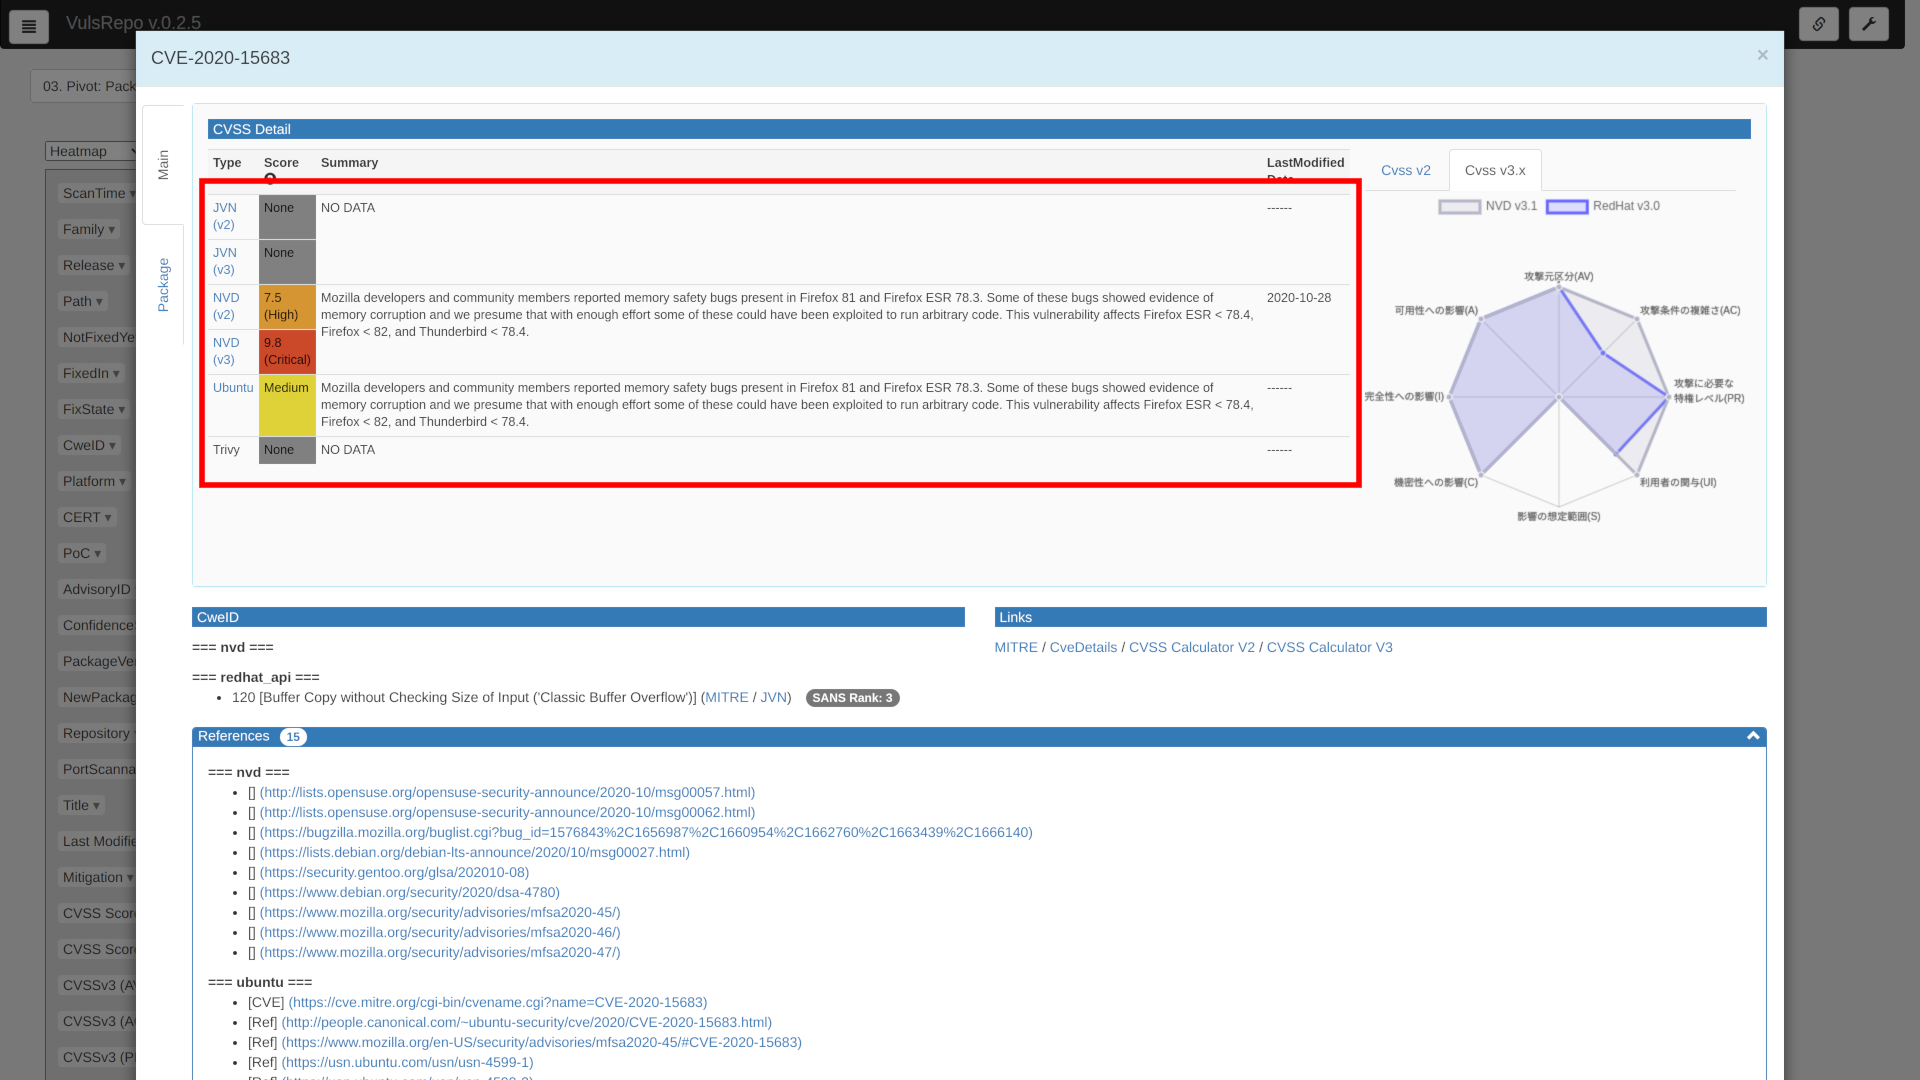 VulsRepo v.0.2.5
CVE-2020-15683
×
03. Pivot: Pack
Heatmap
ScanTime ▾
Family ▾
Release ▾
Path ▾
NotFixedYe
FixedIn ▾
FixState ▾
CweID ▾
Platform ▾
CERT ▾
PoC ▾
AdvisoryID
Confidence
PackageVe
NewPackag
Repository
PortScanna
Title ▾
Last Modifie
Mitigation ▾
CVSS Scor
CVSS Scor
CVSSv3 (A
CVSSv3 (A
CVSSv3 (P
Main
Package
CVSS Detail
Type Score Summary LastModified
JVN (v2) None NO DATA ------
JVN (v3) None
NVD (v2) 7.5 (High) Mozilla developers and community members reported memory safety bugs present in Firefox 81 and Firefox ESR 78.3. Some of these bugs showed evidence of 2020-10-28
memory corruption and we presume that with enough effort some of these could have been exploited to run arbitrary code. This vulnerability affects Firefox ESR < 78.4,
Firefox < 82, and Thunderbird < 78.4.
NVD (v3) 9.8 (Critical)
Ubuntu Medium Mozilla developers and community members reported memory safety bugs present in Firefox 81 and Firefox ESR 78.3. Some of these bugs showed evidence of ------
memory corruption and we presume that with enough effort some of these could have been exploited to run arbitrary code. This vulnerability affects Firefox ESR < 78.4,
Firefox < 82, and Thunderbird < 78.4.
Trivy None NO DATA ------
Cvss v2 Cvss v3.x
NVD v3.1 RedHat v3.0
攻撃元区分(AV)
可用性への影響(A) 攻撃条件の複雑さ(AC)
攻撃に必要な
完全性への影響(I) 特権レベル(PR)
機密性への影響(C) 利用者の関与(UI)
影響の想定範囲(S)
CweID
=== nvd ===
=== redhat_api ===
• 120 [Buffer Copy without Checking Size of Input ('Classic Buffer Overflow')] (MITRE / JVN) SANS Rank: 3
Links
MITRE / CveDetails / CVSS Calculator V2 / CVSS Calculator V3
References 15
=== nvd ===
• [] (http://lists.opensuse.org/opensuse-security-announce/2020-10/msg00057.html)
• [] (http://lists.opensuse.org/opensuse-security-announce/2020-10/msg00062.html)
• [] (https://bugzilla.mozilla.org/buglist.cgi?bug_id=1576843%2C1656987%2C1660954%2C1662760%2C1663439%2C1666140)
• [] (https://lists.debian.org/debian-lts-announce/2020/10/msg00027.html)
• [] (https://security.gentoo.org/glsa/202010-08)
• [] (https://www.debian.org/security/2020/dsa-4780)
• [] (https://www.mozilla.org/security/advisories/mfsa2020-45/)
• [] (https://www.mozilla.org/security/advisories/mfsa2020-46/)
• [] (https://www.mozilla.org/security/advisories/mfsa2020-47/)
=== ubuntu ===
• [CVE] (https://cve.mitre.org/cgi-bin/cvename.cgi?name=CVE-2020-15683)
• [Ref] (http://people.canonical.com/~ubuntu-security/cve/2020/CVE-2020-15683.html)
• [Ref] (https://www.mozilla.org/en-US/security/advisories/mfsa2020-45/#CVE-2020-15683)
• [Ref] (https://usn.ubuntu.com/usn/usn-4599-1)